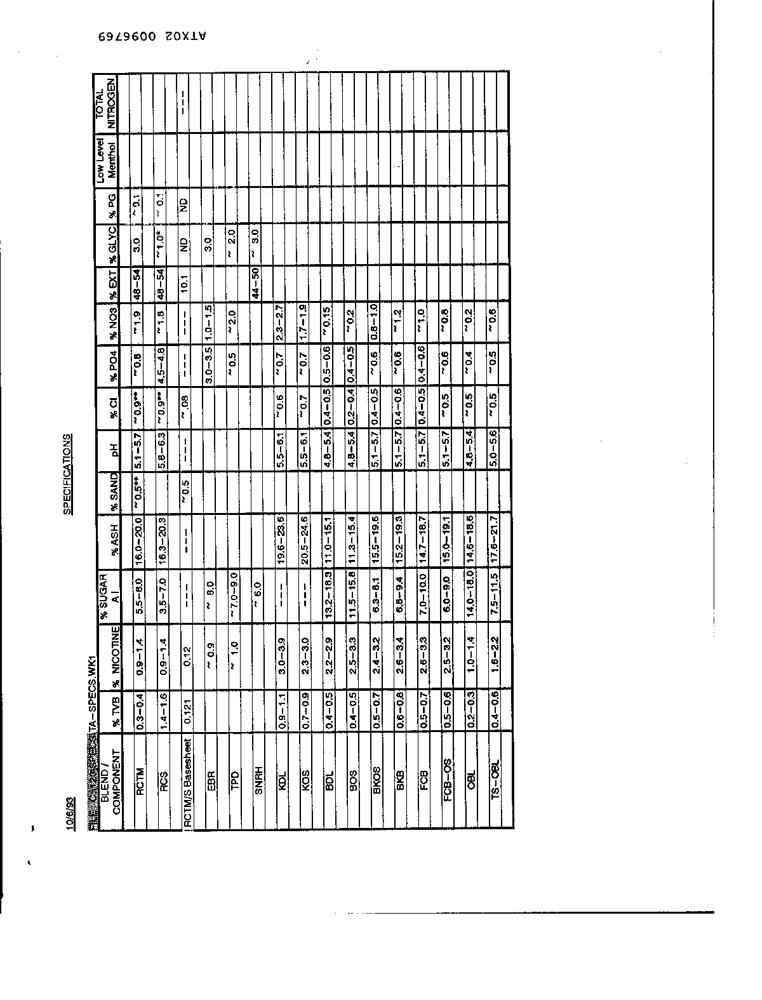 ATX02 0096769
10/6/93
SPECIFICATIONS
TA-SPECS.WK1
BLEND / COMPONENT % TVB % NICOTINE % SUGAR AI % ASH % SAND pH % Cl % PO4 % NO3 % EXT % GLYC % PG Low Level Menthol TOTAL NITROGEN
RCTM 0.3-0.4 0.9-1.4 5.5-8.0 16.0-20.0 ~0.5** 5.1-5.7 ~0.9** ~0.8 ~1.9 48-54 3.0 ~0.1
RCS 1.4-1.6 0.9-1.4 3.5-7.0 16.3-20.3 5.8-6.3 ~0.9** 4.5-4.8 ~1.8 48-54 ~1.0* ~0.1
RCTM/S Basesheet 0.121 0.12 --- --- ~0.5 --- ~.08 --- --- 10.1 ND ND ---
EBR ~0.9 ~ 8.0 3.0-3.5 1.0-1.5 3.0
TPD ~ 1.0 ~7.0-9.0 ~0.5 ~2.0 ~ 2.0
SNRH ~ 6.0 44-50 ~ 3.0
KDL 0.9-1.1 3.0-3.9 --- 19.6-23.6 5.5-6.1 ~0.6 ~0.7 2.3-2.7
KOS 0.7-0.9 2.3-3.0 --- 20.5-24.6 5.5-6.1 ~0.7 ~0.7 1.7-1.9
BDL 0.4-0.5 2.2-2.9 13.2-18.3 11.0-15.1 4.8-5.4 0.4-0.5 0.5-0.6 ~0.15
BOS 0.4-0.5 2.5-3.3 11.5-15.8 11.3-15.4 4.8-5.4 0.2-0.4 0.4-0.5 ~0.2
BKOS 0.5-0.7 2.4-3.2 6.3-8.1 15.5-19.6 5.1-5.7 0.4-0.5 ~0.6 0.8-1.0
BKB 0.6-0.8 2.6-3.4 6.8-9.4 15.2-19.3 5.1-5.7 0.4-0.6 ~0.6 ~1.2
FCB 0.5-0.7 2.6-3.3 7.0-10.0 14.7-18.7 5.1-5.7 0.4-0.5 0.4-0.6 ~1.0
FCB-OS 0.5-0.6 2.5-3.2 6.0-9.0 15.0-19.1 5.1-5.7 ~0.5 ~0.6 ~0.8
OBL 0.2-0.3 1.0-1.4 14.0-18.0 14.6-18.6 4.8-5.4 ~0.5 ~0.4 ~0.2
TS-OBL 0.4-0.6 1.6-2.2 7.5-11.5 17.6-21.7 5.0-5.6 ~0.5 ~0.5 ~0.6